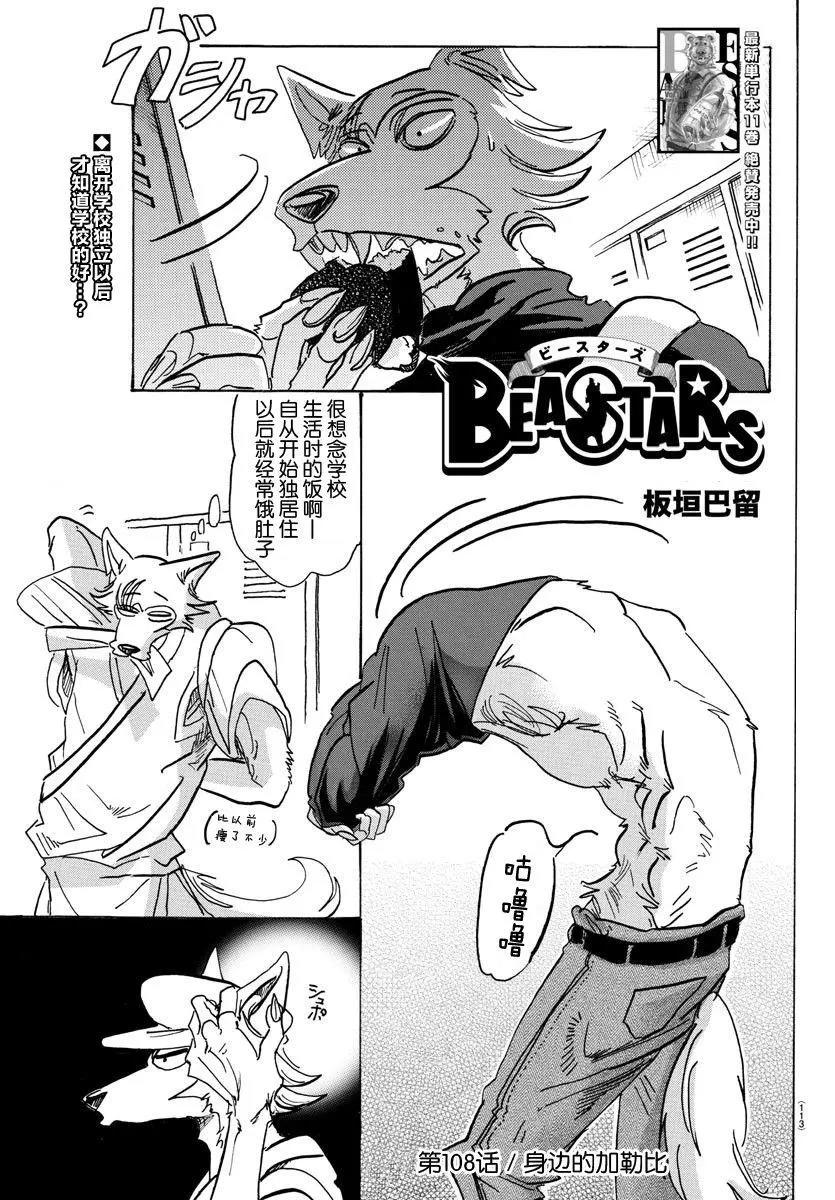 最新単行本11巻 絶賛発売中!!
BEASTARS
ガシャ
◆离开学校独立以后
才知道学校的好…?
ビースターズ
BEASTARS
板垣巴留
很想念学校
生活时的饭啊—
自从开始独居住
以后就经常饿肚子
(比以前
瘦了不少)
咕噜噜
シュポ
第108话/身边的加勒比
(113)